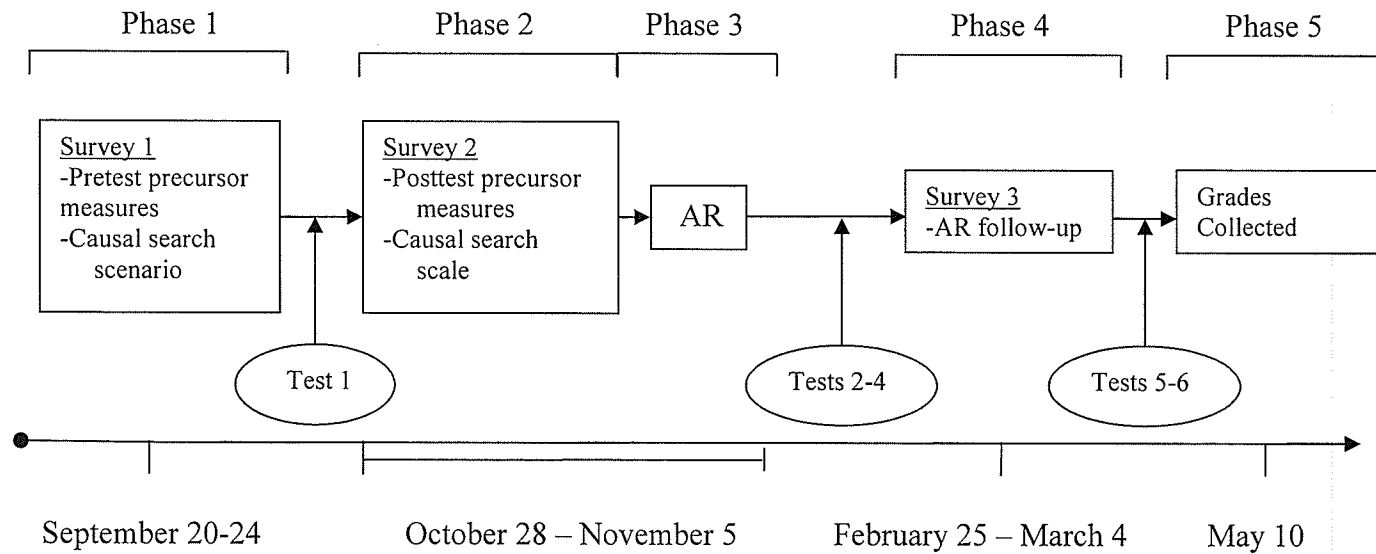 Phase 1 Phase 2 Phase 3 Phase 4 Phase 5
Survey 1
-Pretest precursor
measures
-Causal search
scenario
Survey 2
-Posttest precursor
measures
-Causal search
scale
AR
Survey 3
-AR follow-up
Grades
Collected
Test 1
Tests 2-4
Tests 5-6
September 20-24 October 28 – November 5 February 25 – March 4 May 10